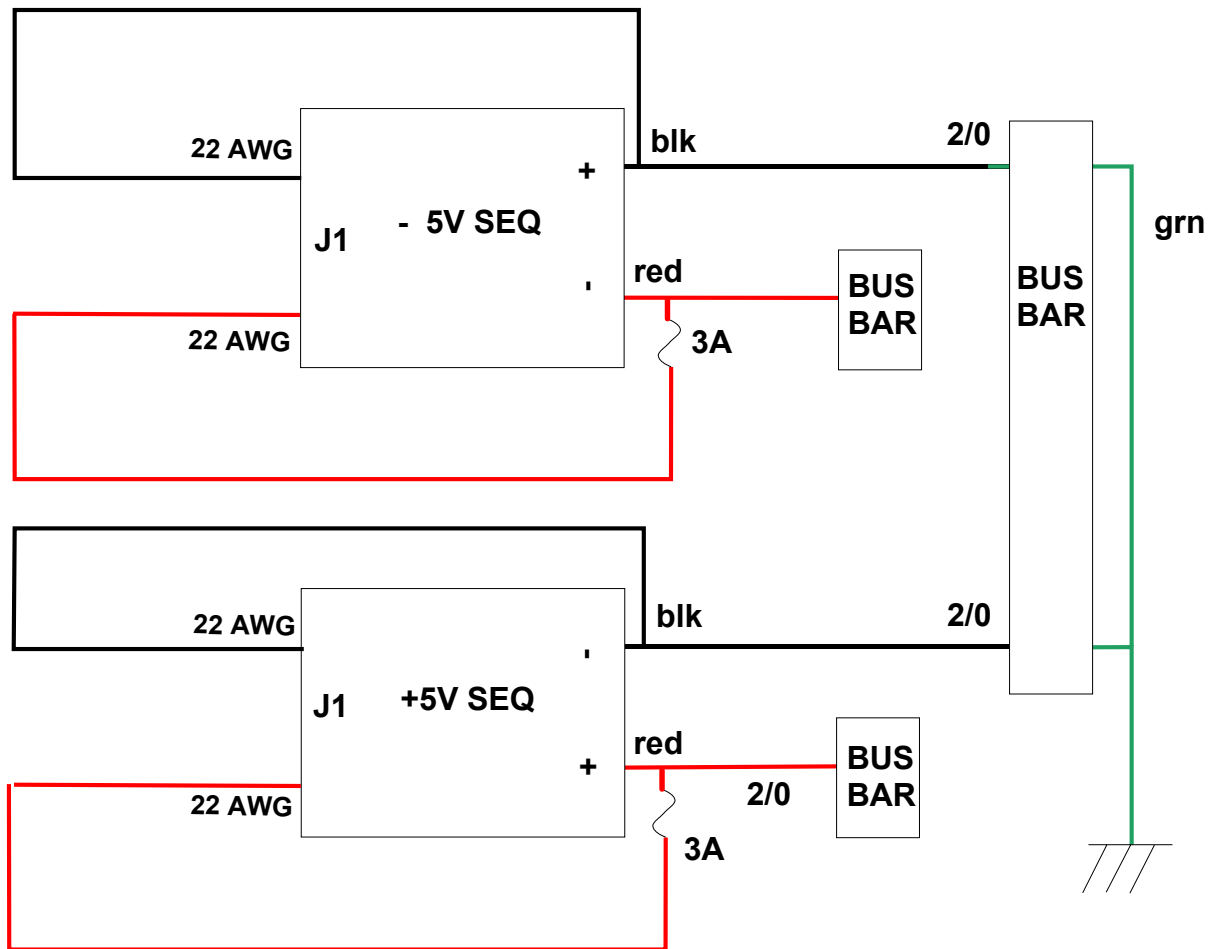 22 AWG
blk
2/0
+
J1
- 5V SEQ
grn
red
-
BUS
BAR
BUS
BAR
22 AWG
3A
22 AWG
blk
2/0
-
J1
+5V SEQ
red
+
BUS
BAR
22 AWG
2/0
3A